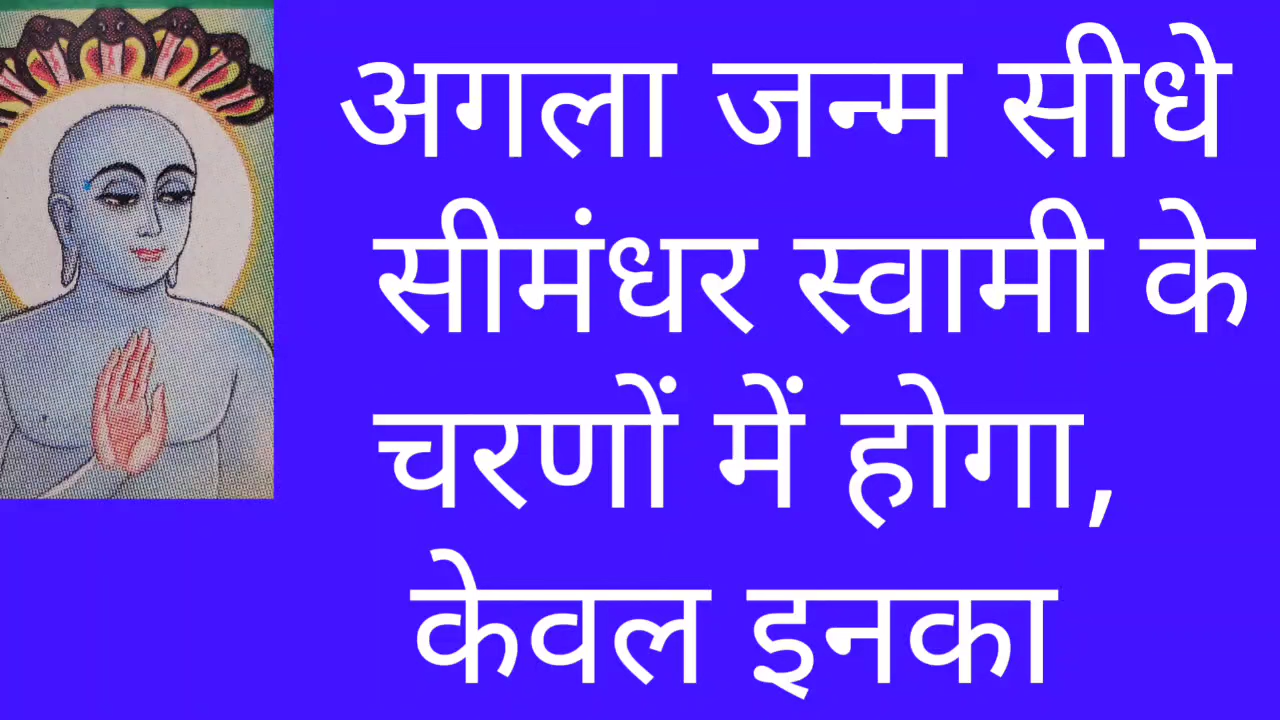 अगला जन्म सीधे
सीमंधर स्वामी के
चरणों में होगा,
केवल इनका